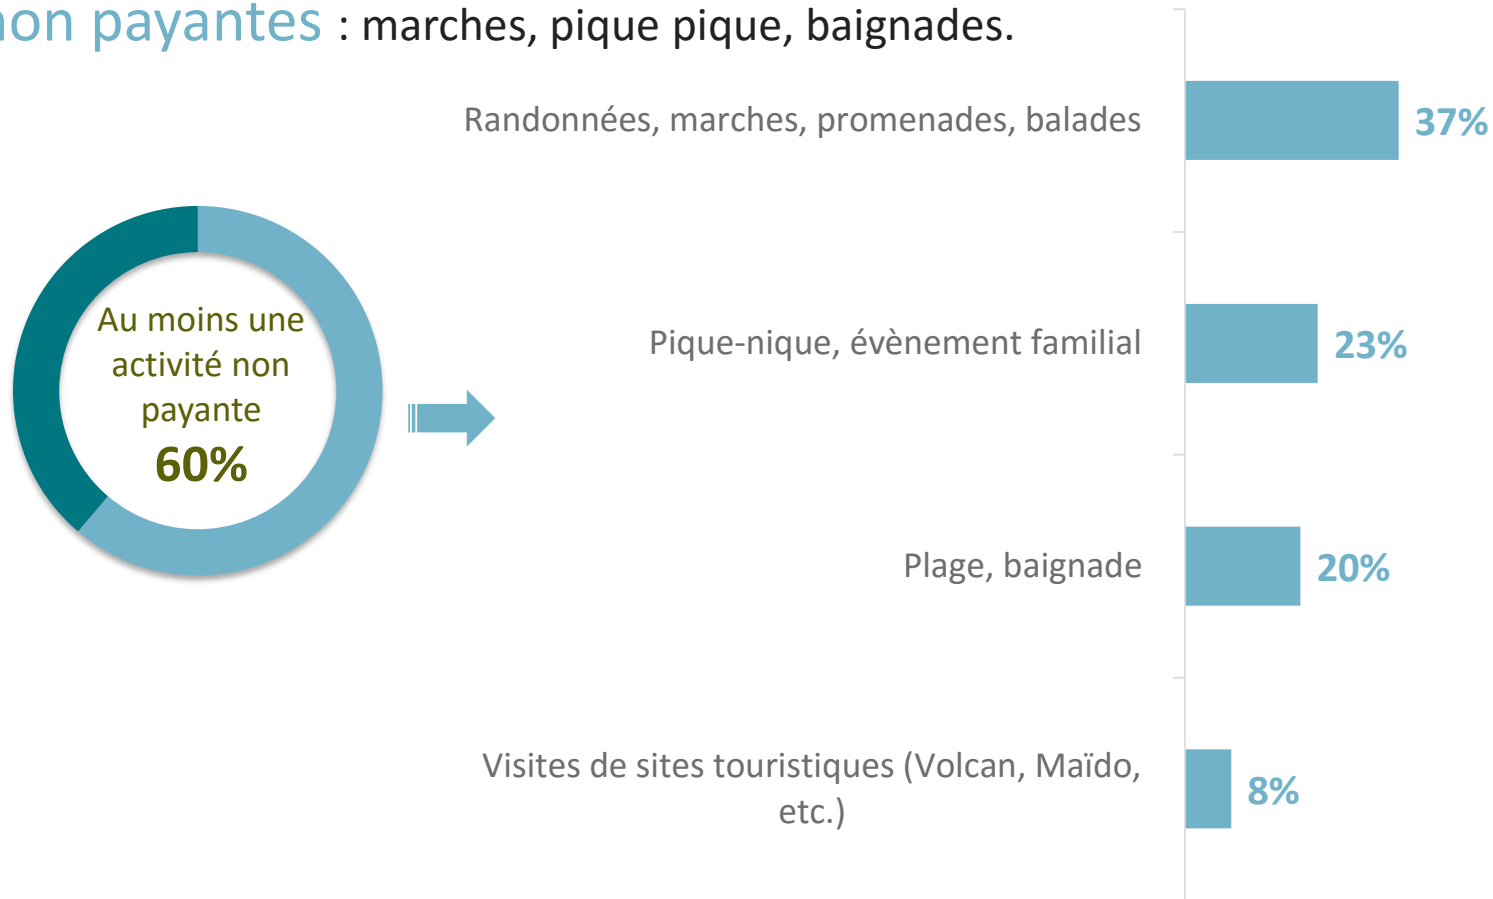 non payantes : marches, pique pique, baignades.
Randonnées, marches, promenades, balades
37%
Au moins une
activité non
payante
60%
Pique-nique, évènement familial
23%
Plage, baignade
20%
Visites de sites touristiques (Volcan, Maïdo,
etc.)
8%